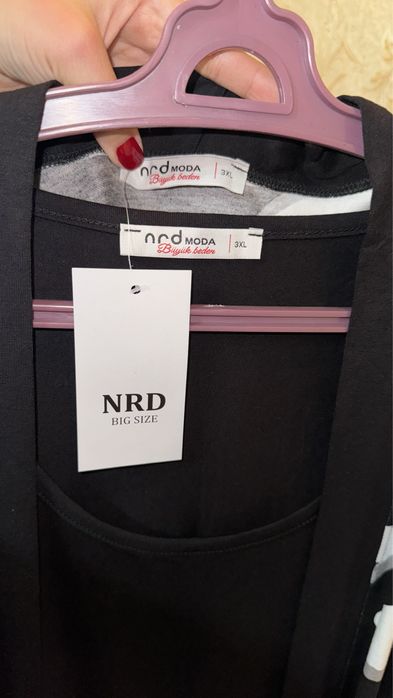 nrd MODA
Büyük beden
3XL
nrd MODA
Büyük beden
3XL
NRD
BIG SIZE